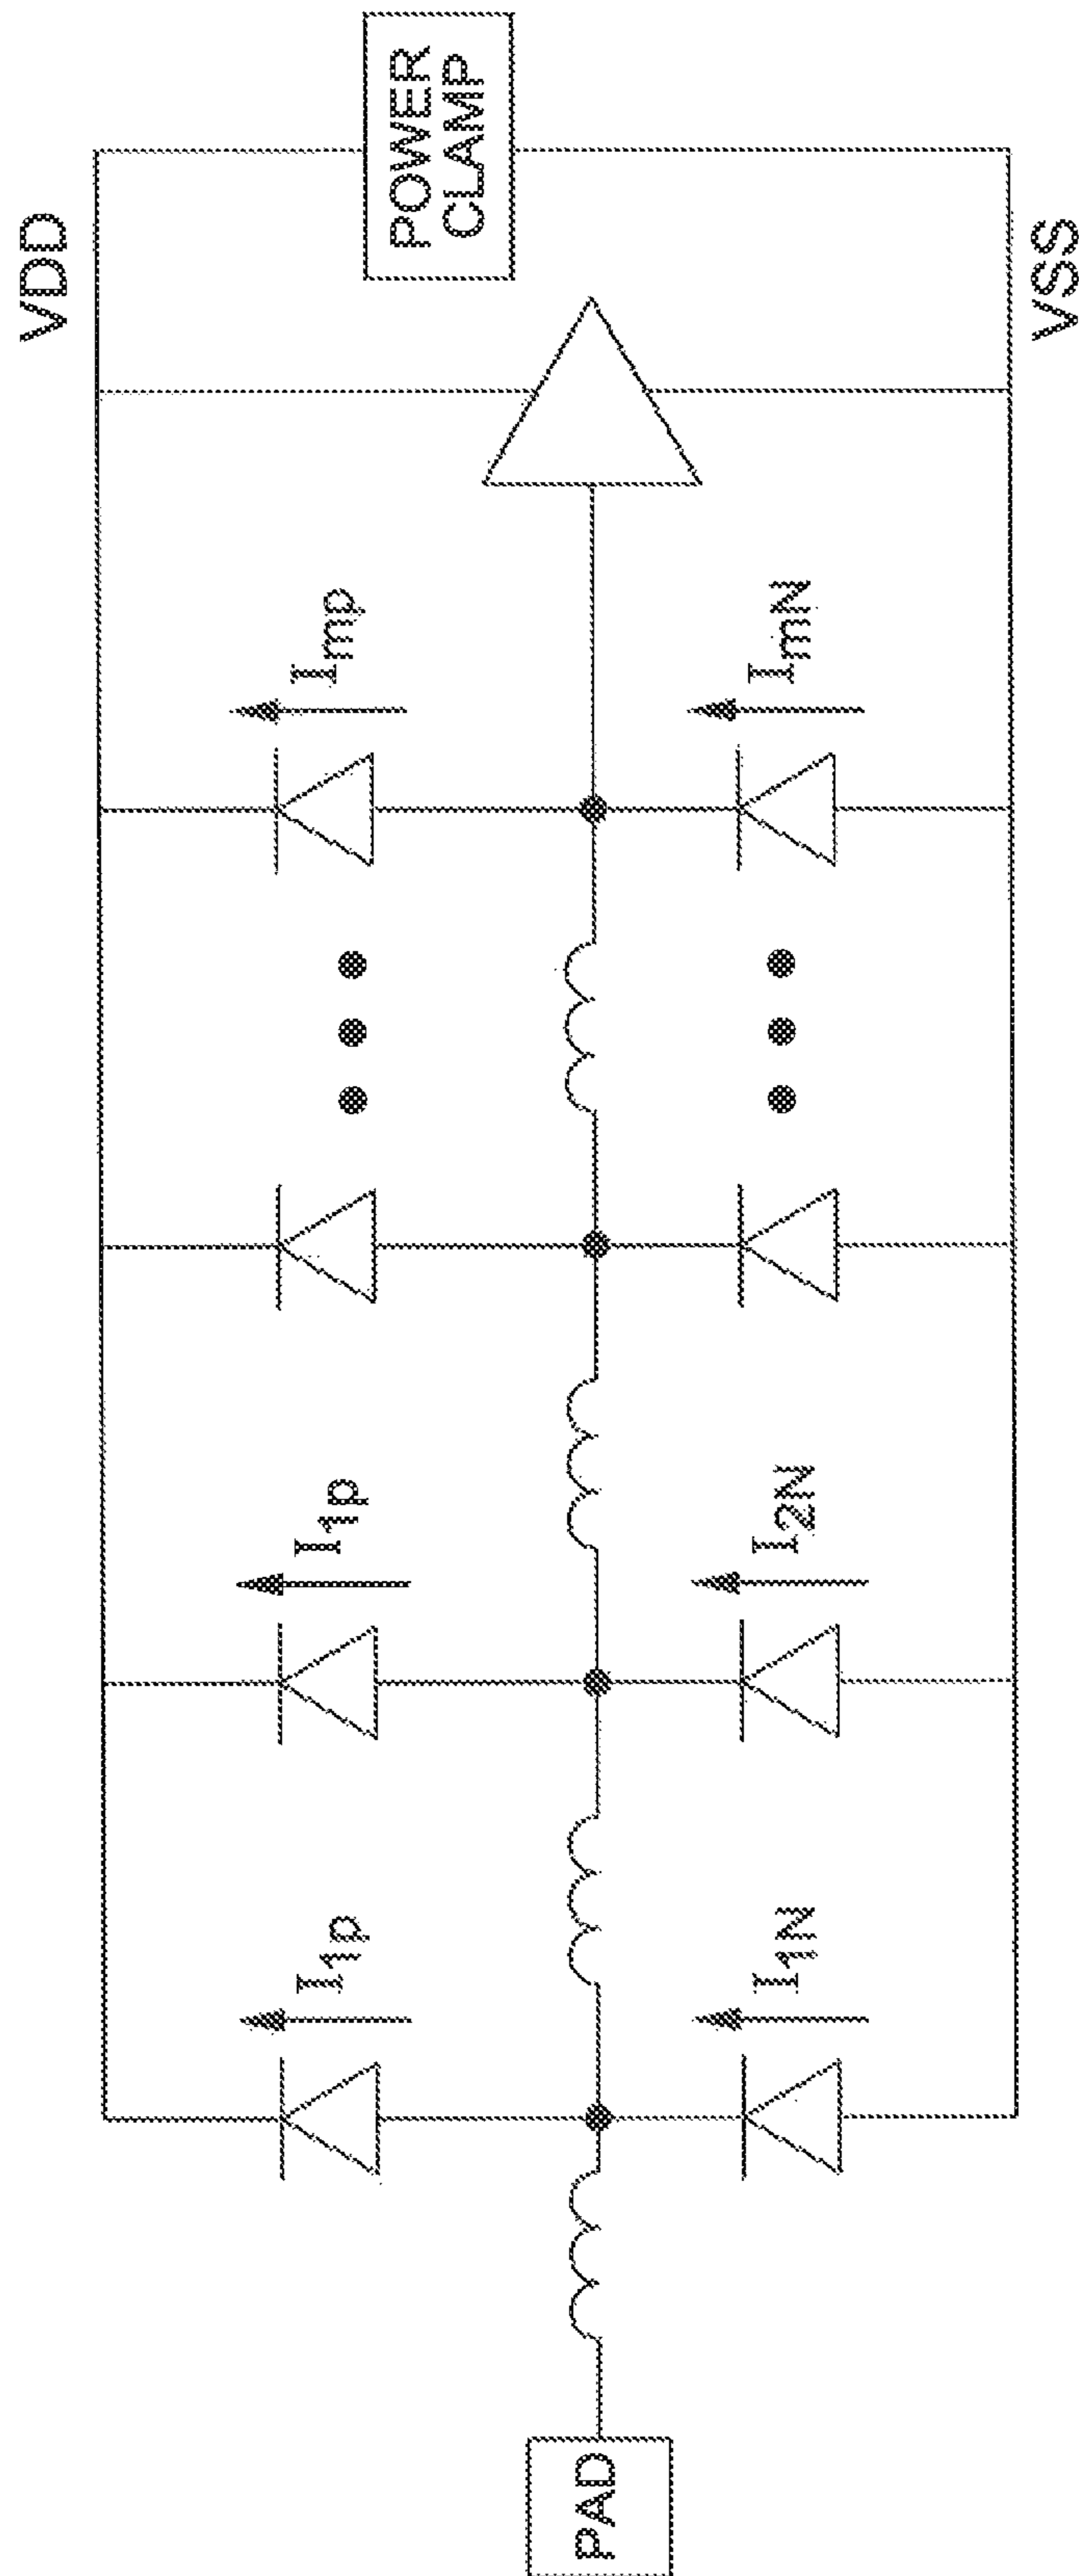 VDD
I1p
I1p
Imp
POWER
CLAMP
PAD
I1N
I2N
ImN
VSS